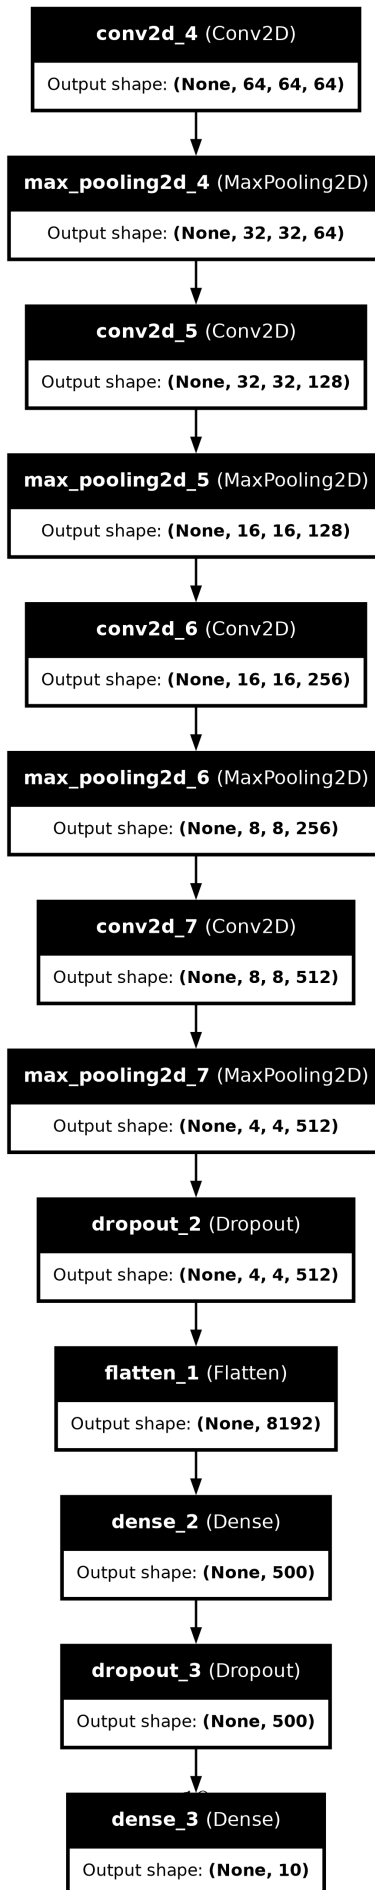 conv2d_4 (Conv2D)
Output shape: (None, 64, 64, 64)
max_pooling2d_4 (MaxPooling2D)
Output shape: (None, 32, 32, 64)
conv2d_5 (Conv2D)
Output shape: (None, 32, 32, 128)
max_pooling2d_5 (MaxPooling2D)
Output shape: (None, 16, 16, 128)
conv2d_6 (Conv2D)
Output shape: (None, 16, 16, 256)
max_pooling2d_6 (MaxPooling2D)
Output shape: (None, 8, 8, 256)
conv2d_7 (Conv2D)
Output shape: (None, 8, 8, 512)
max_pooling2d_7 (MaxPooling2D)
Output shape: (None, 4, 4, 512)
dropout_2 (Dropout)
Output shape: (None, 4, 4, 512)
flatten_1 (Flatten)
Output shape: (None, 8192)
dense_2 (Dense)
Output shape: (None, 500)
dropout_3 (Dropout)
Output shape: (None, 500)
dense_3 (Dense)
Output shape: (None, 10)